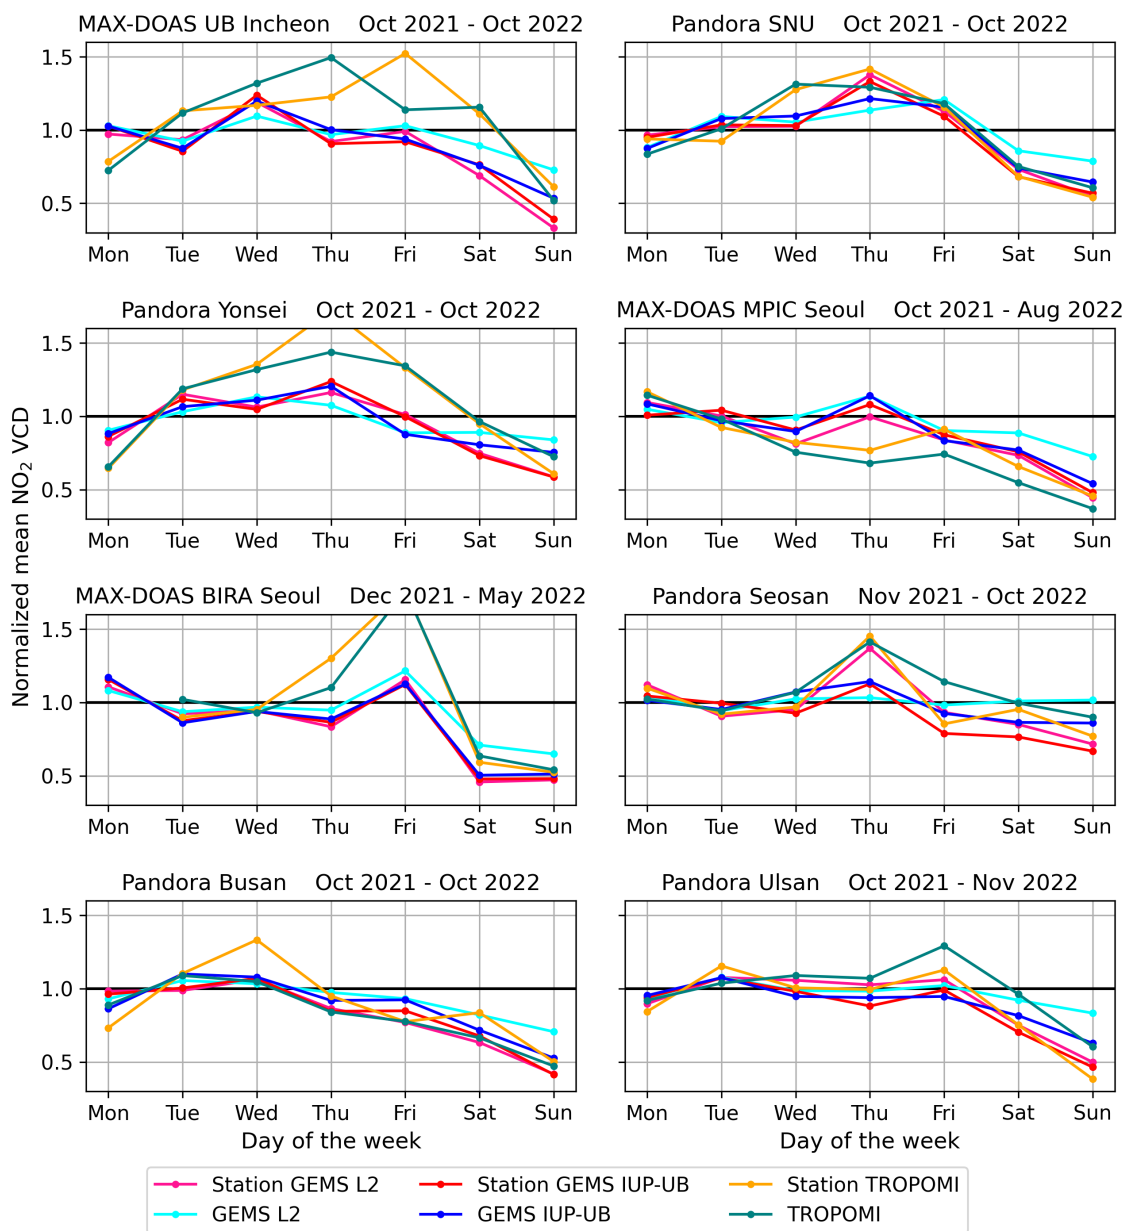 MAX-DOAS UB Incheon Oct 2021 - Oct 2022
1.5
1.0
0.5
Mon Tue Wed Thu Fri Sat Sun
Pandora SNU Oct 2021 - Oct 2022
Mon Tue Wed Thu Fri Sat Sun
Pandora Yonsei Oct 2021 - Oct 2022
1.5
1.0
0.5
Mon Tue Wed Thu Fri Sat Sun
MAX-DOAS MPIC Seoul Oct 2021 - Aug 2022
Mon Tue Wed Thu Fri Sat Sun
Normalized mean NO₂ VCD
MAX-DOAS BIRA Seoul Dec 2021 - May 2022
1.5
1.0
0.5
Mon Tue Wed Thu Fri Sat Sun
Pandora Seosan Nov 2021 - Oct 2022
Mon Tue Wed Thu Fri Sat Sun
Pandora Busan Oct 2021 - Oct 2022
1.5
1.0
0.5
Mon Tue Wed Thu Fri Sat Sun
Day of the week
Pandora Ulsan Oct 2021 - Nov 2022
Mon Tue Wed Thu Fri Sat Sun
Day of the week
Station GEMS L2 Station GEMS IUP-UB Station TROPOMI
GEMS L2 GEMS IUP-UB TROPOMI